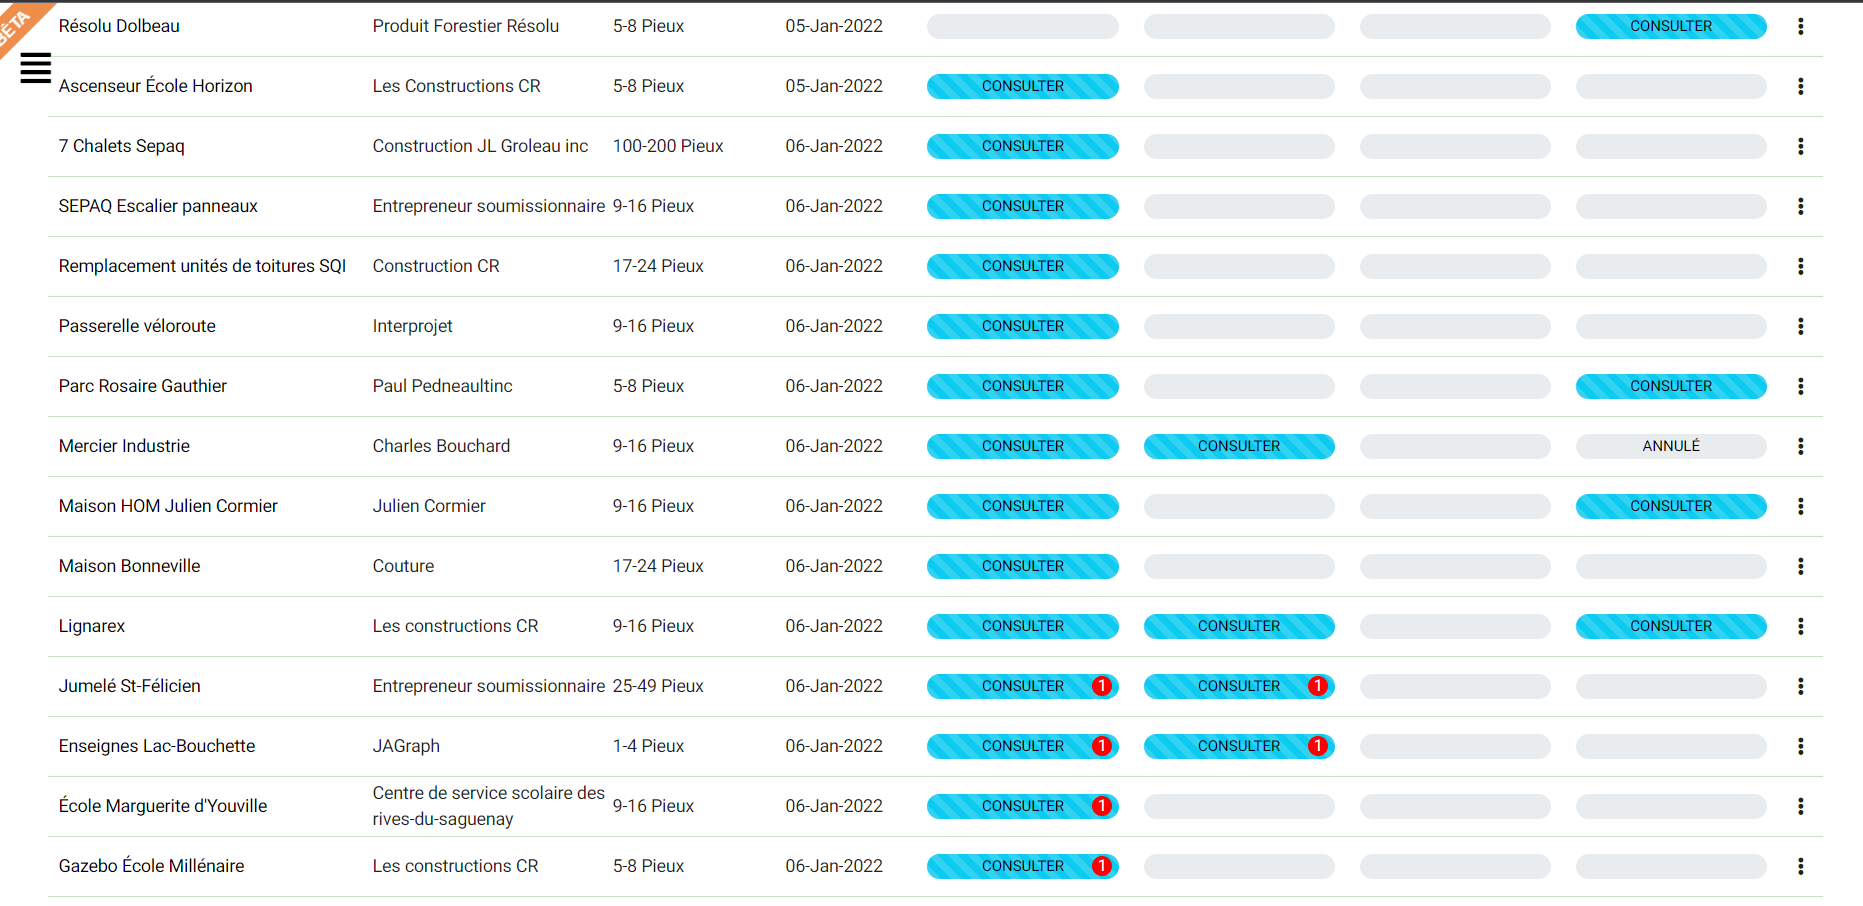 BÊTA
Résolu Dolbeau Produit Forestier Résolu 5-8 Pieux 05-Jan-2022 CONSULTER
Ascenseur École Horizon Les Constructions CR 5-8 Pieux 05-Jan-2022 CONSULTER
7 Chalets Sepaq Construction JL Groleau inc 100-200 Pieux 06-Jan-2022 CONSULTER
SEPAQ Escalier panneaux Entrepreneur soumissionnaire 9-16 Pieux 06-Jan-2022 CONSULTER
Remplacement unités de toitures SQI Construction CR 17-24 Pieux 06-Jan-2022 CONSULTER
Passerelle véloroute Interprojet 9-16 Pieux 06-Jan-2022 CONSULTER
Parc Rosaire Gauthier Paul Pedneaultinc 5-8 Pieux 06-Jan-2022 CONSULTER CONSULTER
Mercier Industrie Charles Bouchard 9-16 Pieux 06-Jan-2022 CONSULTER CONSULTER ANNULÉ
Maison HOM Julien Cormier Julien Cormier 9-16 Pieux 06-Jan-2022 CONSULTER CONSULTER
Maison Bonneville Couture 17-24 Pieux 06-Jan-2022 CONSULTER
Lignarex Les constructions CR 9-16 Pieux 06-Jan-2022 CONSULTER CONSULTER CONSULTER
Jumelé St-Félicien Entrepreneur soumissionnaire 25-49 Pieux 06-Jan-2022 CONSULTER 1 CONSULTER 1
Enseignes Lac-Bouchette JAGraph 1-4 Pieux 06-Jan-2022 CONSULTER 1 CONSULTER 1
École Marguerite d'Youville Centre de service scolaire des
rives-du-saguenay 9-16 Pieux 06-Jan-2022 CONSULTER 1
Gazebo École Millénaire Les constructions CR 5-8 Pieux 06-Jan-2022 CONSULTER 1